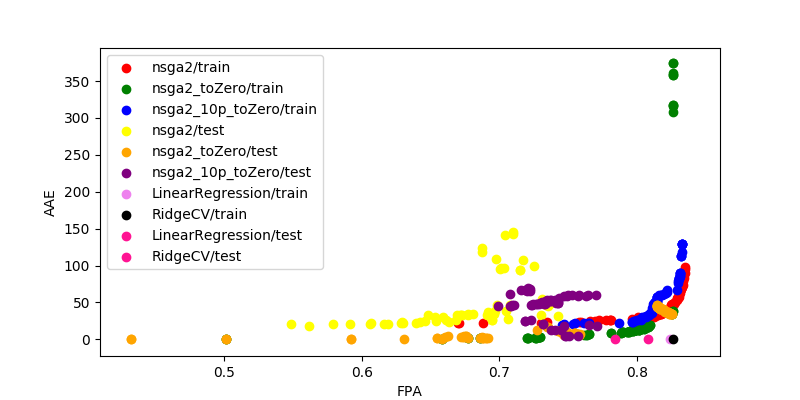 350
300
250
200
150
100
50
0
AAE
nsga2/train
nsga2_toZero/train
nsga2_10p_toZero/train
nsga2/test
nsga2_toZero/test
nsga2_10p_toZero/test
LinearRegression/train
RidgeCV/train
LinearRegression/test
RidgeCV/test
0.5 0.6 0.7 0.8
FPA